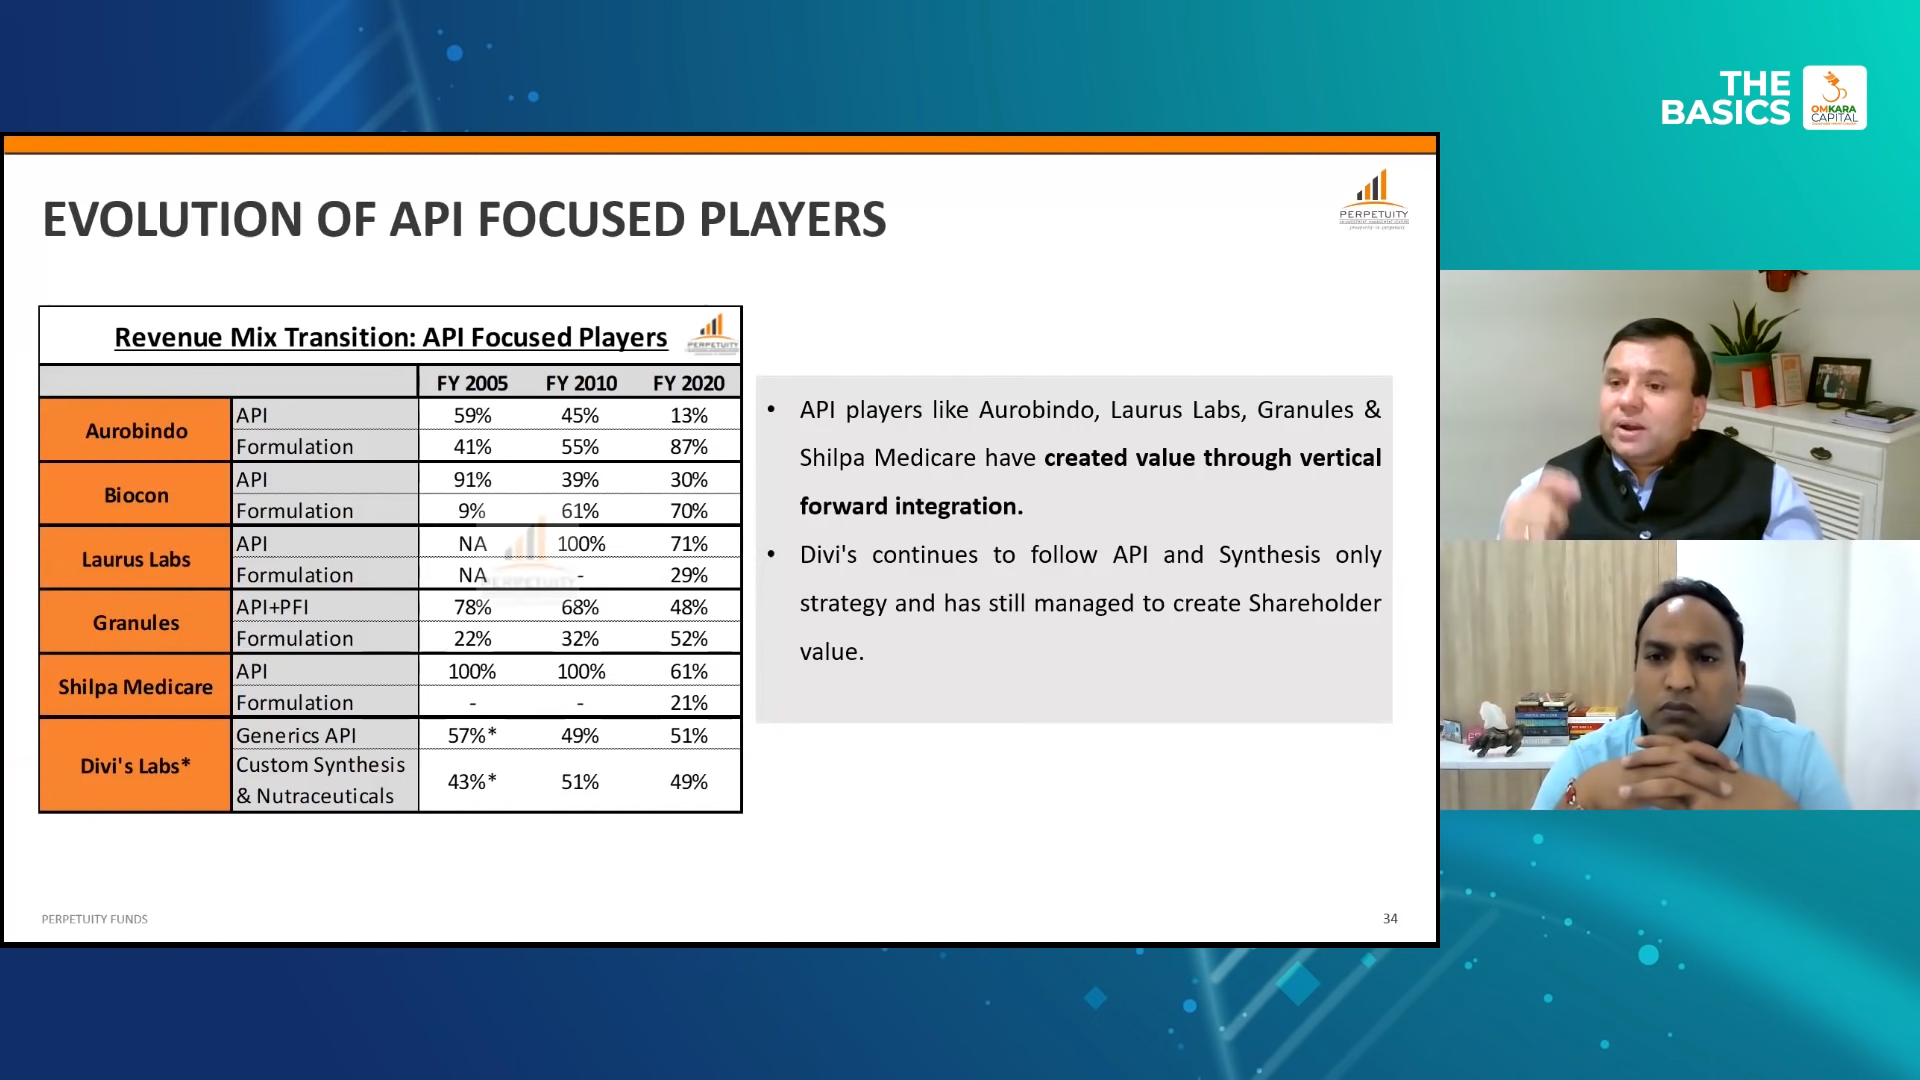 THE
BASICS
OMKARA
CAPITAL
EVOLUTION OF API FOCUSED PLAYERS
PERPETUITY
Revenue Mix Transition: API Focused Players
PERPETUITY
FY 2005 FY 2010 FY 2020
Aurobindo API 59% 45% 13%
Formulation 41% 55% 87%
Biocon API 91% 39% 30%
Formulation 9% 61% 70%
Laurus Labs API NA 100% 71%
Formulation NA - 29%
PERPETUITY
Granules API+PFI 78% 68% 48%
Formulation 22% 32% 52%
Shilpa Medicare API 100% 100% 61%
Formulation - - 21%
Divi's Labs* Generics API 57%* 49% 51%
Custom Synthesis
& Nutraceuticals 43%* 51% 49%
• API players like Aurobindo, Laurus Labs, Granules &
Shilpa Medicare have created value through vertical
forward integration.
• Divi's continues to follow API and Synthesis only
strategy and has still managed to create Shareholder
value.
PERPETUITY FUNDS
34